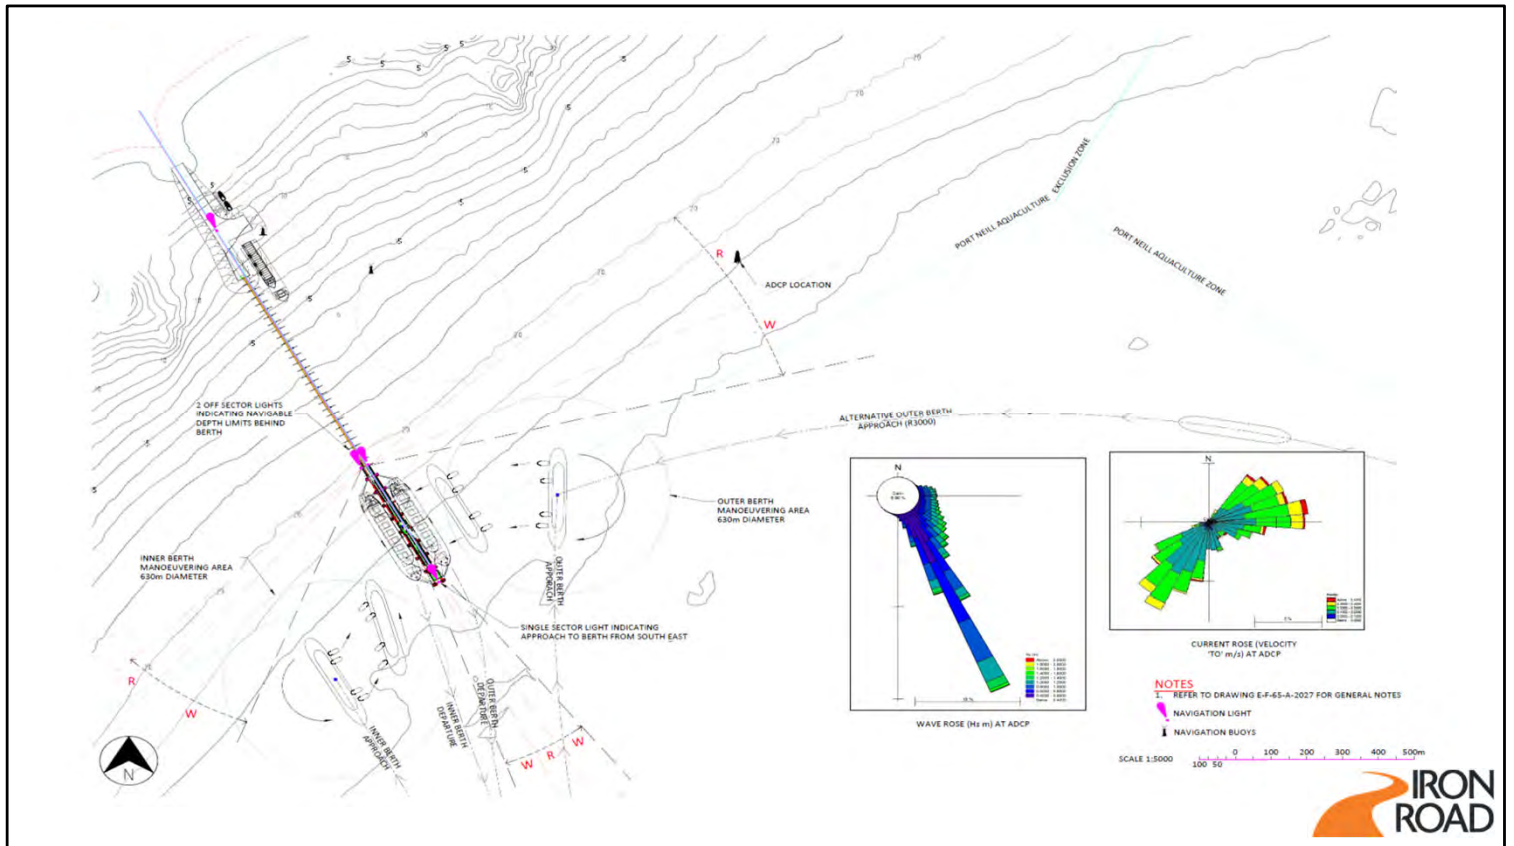 PORT NEILL AQUACULTURE EXCLUSION ZONE
PORT NEILL AQUACULTURE ZONE
R
W
ADCP LOCATION
2 OFF SECTOR LIGHTS
INDICATING NAVIGABLE
DEPTH LIMITS BEHIND
BERTH
ALTERNATIVE OUTER BERTH
APPROACH (R3000)
OUTER BERTH
MANOEUVERING AREA
630m DIAMETER
INNER BERTH
MANOEUVERING AREA
630m DIAMETER
OUTER BERTH
APPROACH
SINGLE SECTOR LIGHT INDICATING
APPROACH TO BERTH FROM SOUTH EAST
OUTER BERTH
DEPARTURE
INNER BERTH
DEPARTURE
INNER BERTH
APPROACH
R
W
W
R
W
N
N
WAVE ROSE (Hs m) AT ADCP
N
CURRENT ROSE (VELOCITY
'TO' m/s) AT ADCP
NOTES
1. REFER TO DRAWING E-F-65-A-2027 FOR GENERAL NOTES
NAVIGATION LIGHT
NAVIGATION BUOYS
SCALE 1:5000
100 50 0 100 200 300 400 500m
IRON
ROAD